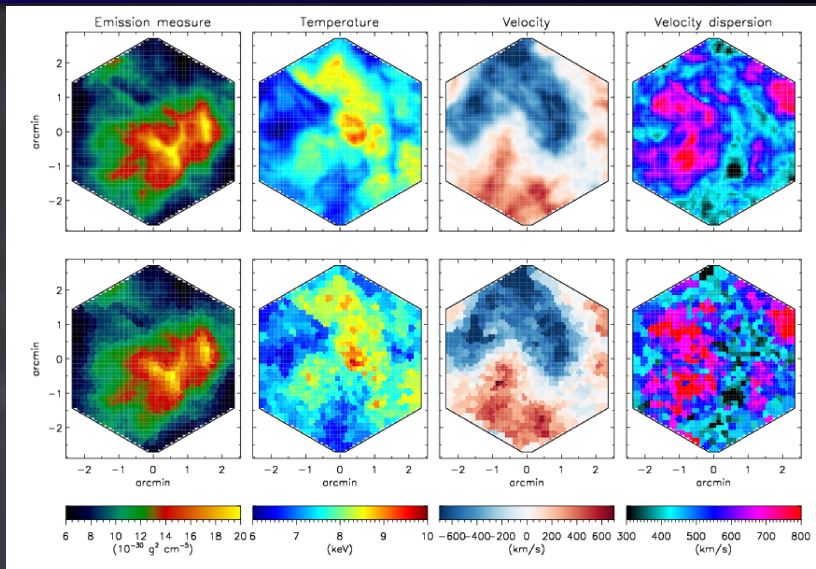 Emission measure Temperature Velocity Velocity dispersion
2
1
0
−1
−2
arcmin
2
1
0
−1
−2
arcmin
−2 −1 0 1 2 −2 −1 0 1 2 −2 −1 0 1 2 −2 −1 0 1 2
arcmin arcmin arcmin arcmin
6 8 10 12 14 16 18 20 6 7 8 9 10 −600−400−200 0 200 400 600 300 400 500 600 700 800
(10⁻³⁰ g² cm⁻⁵) (keV) (km/s) (km/s)